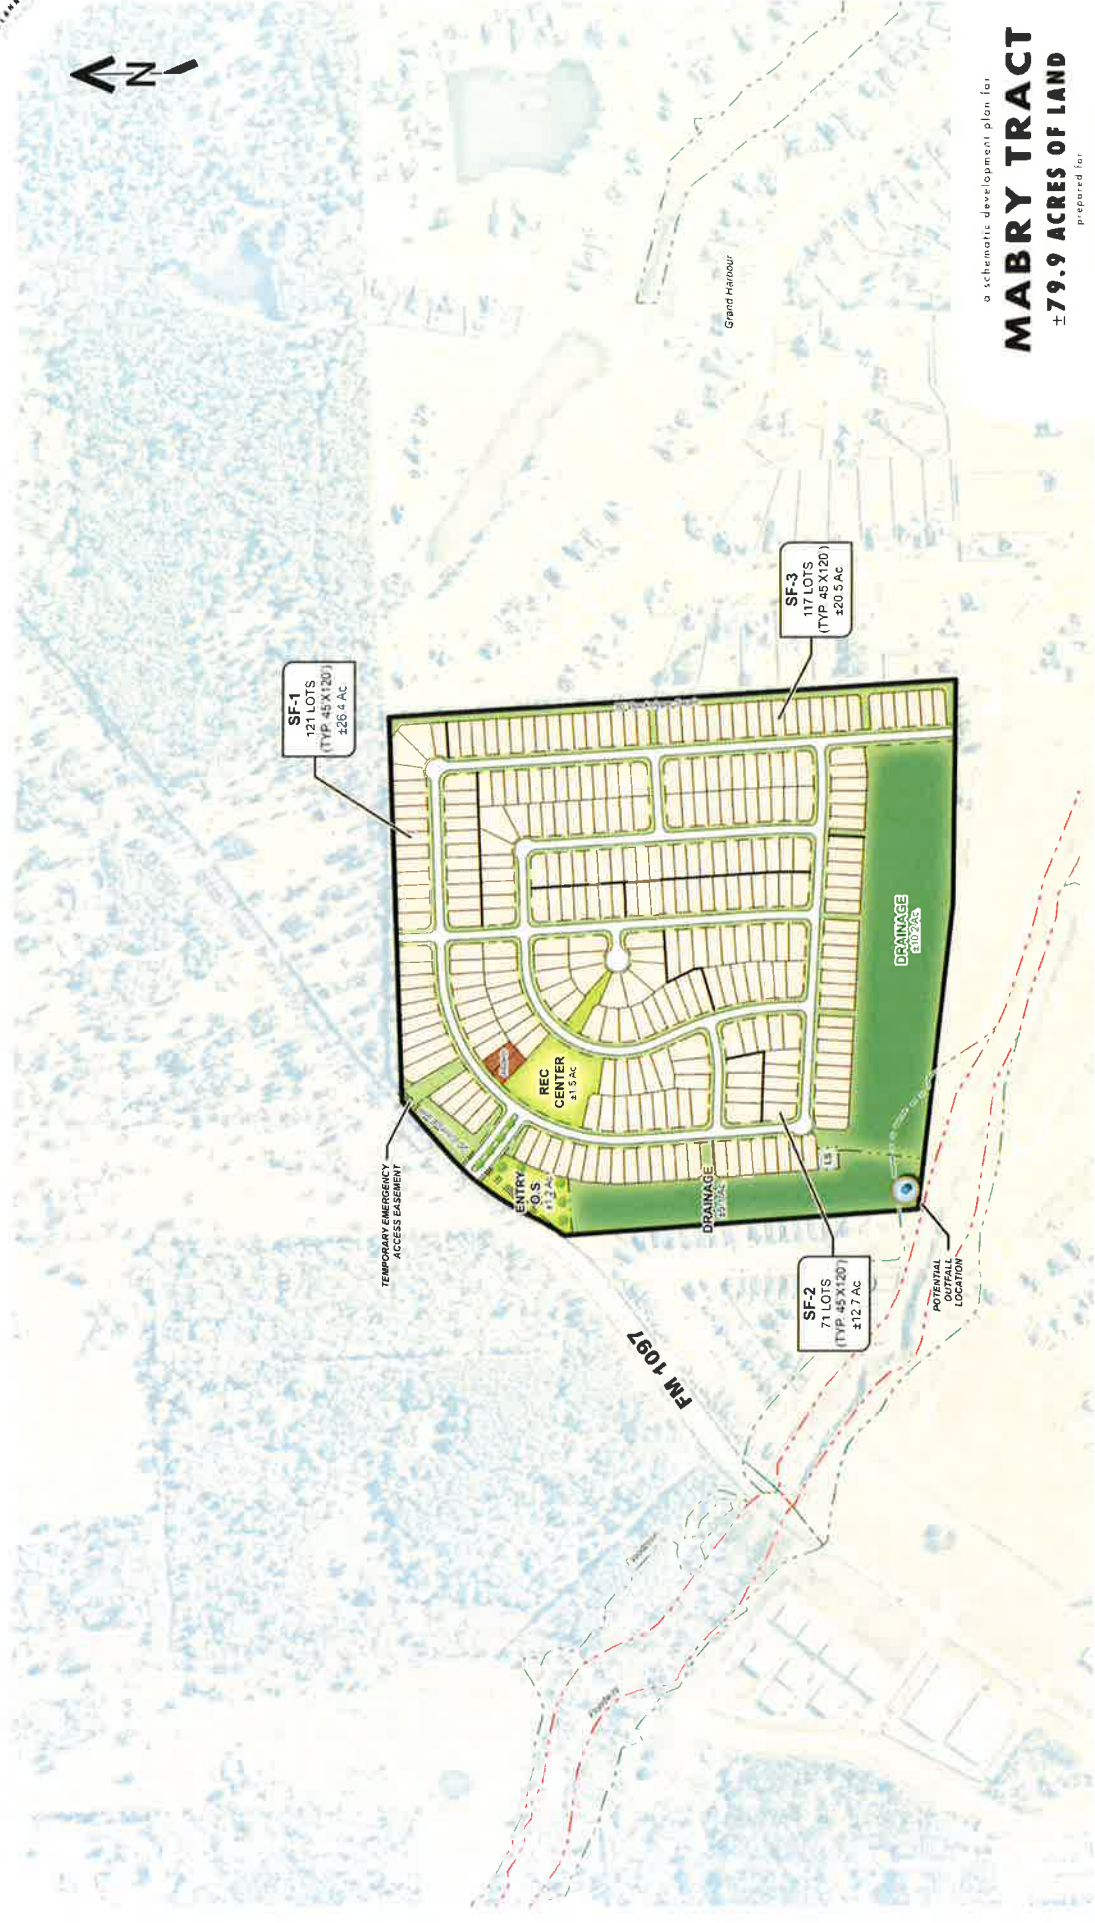 N
a schematic development plan for
MABRY TRACT
±79.9 ACRES OF LAND
prepared for
Grand Harbour
SF-1
121 LOTS
(TYP. 45'X120')
±26.4 Ac
SF-3
117 LOTS
(TYP. 45'X120')
±20.5 Ac
TEMPORARY EMERGENCY
ACCESS EASEMENT
REC
CENTER
±1.5 Ac
ENTRY
O.S.
±1.2 Ac
DRAINAGE
±10.2 Ac
DRAINAGE
LS
SF-2
71 LOTS
(TYP. 45'X120')
±12.7 Ac
POTENTIAL
OUTFALL
LOCATION
FM 1097